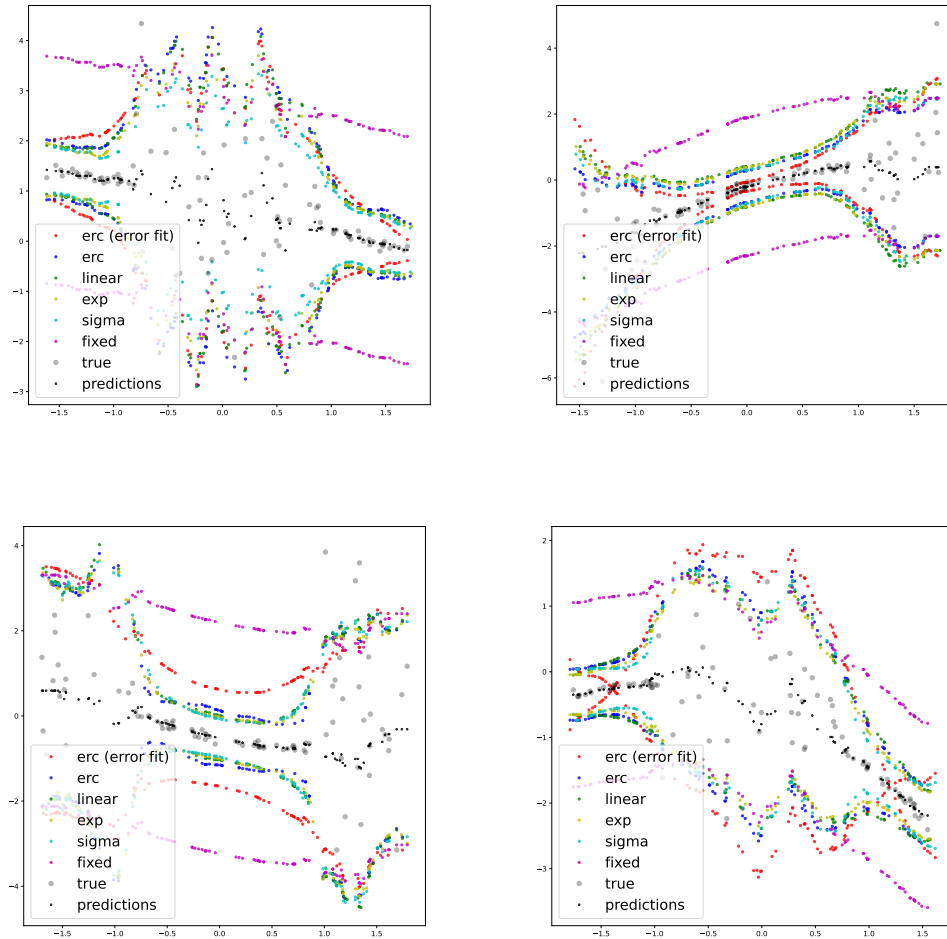 4
3
2
1
0
−1
−2
−3
erc (error fit)
erc
linear
exp
sigma
fixed
true
predictions
−1.5 −1.0 −0.5 0.0 0.5 1.0 1.5
4
2
0
−2
−4
−6
erc (error fit)
erc
linear
exp
sigma
fixed
true
predictions
−1.5 −1.0 −0.5 0.0 0.5 1.0 1.5
4
2
0
−2
−4
erc (error fit)
erc
linear
exp
sigma
fixed
true
predictions
−1.5 −1.0 −0.5 0.0 0.5 1.0 1.5
2
1
0
−1
−2
−3
erc (error fit)
erc
linear
exp
sigma
fixed
true
predictions
−1.5 −1.0 −0.5 0.0 0.5 1.0 1.5